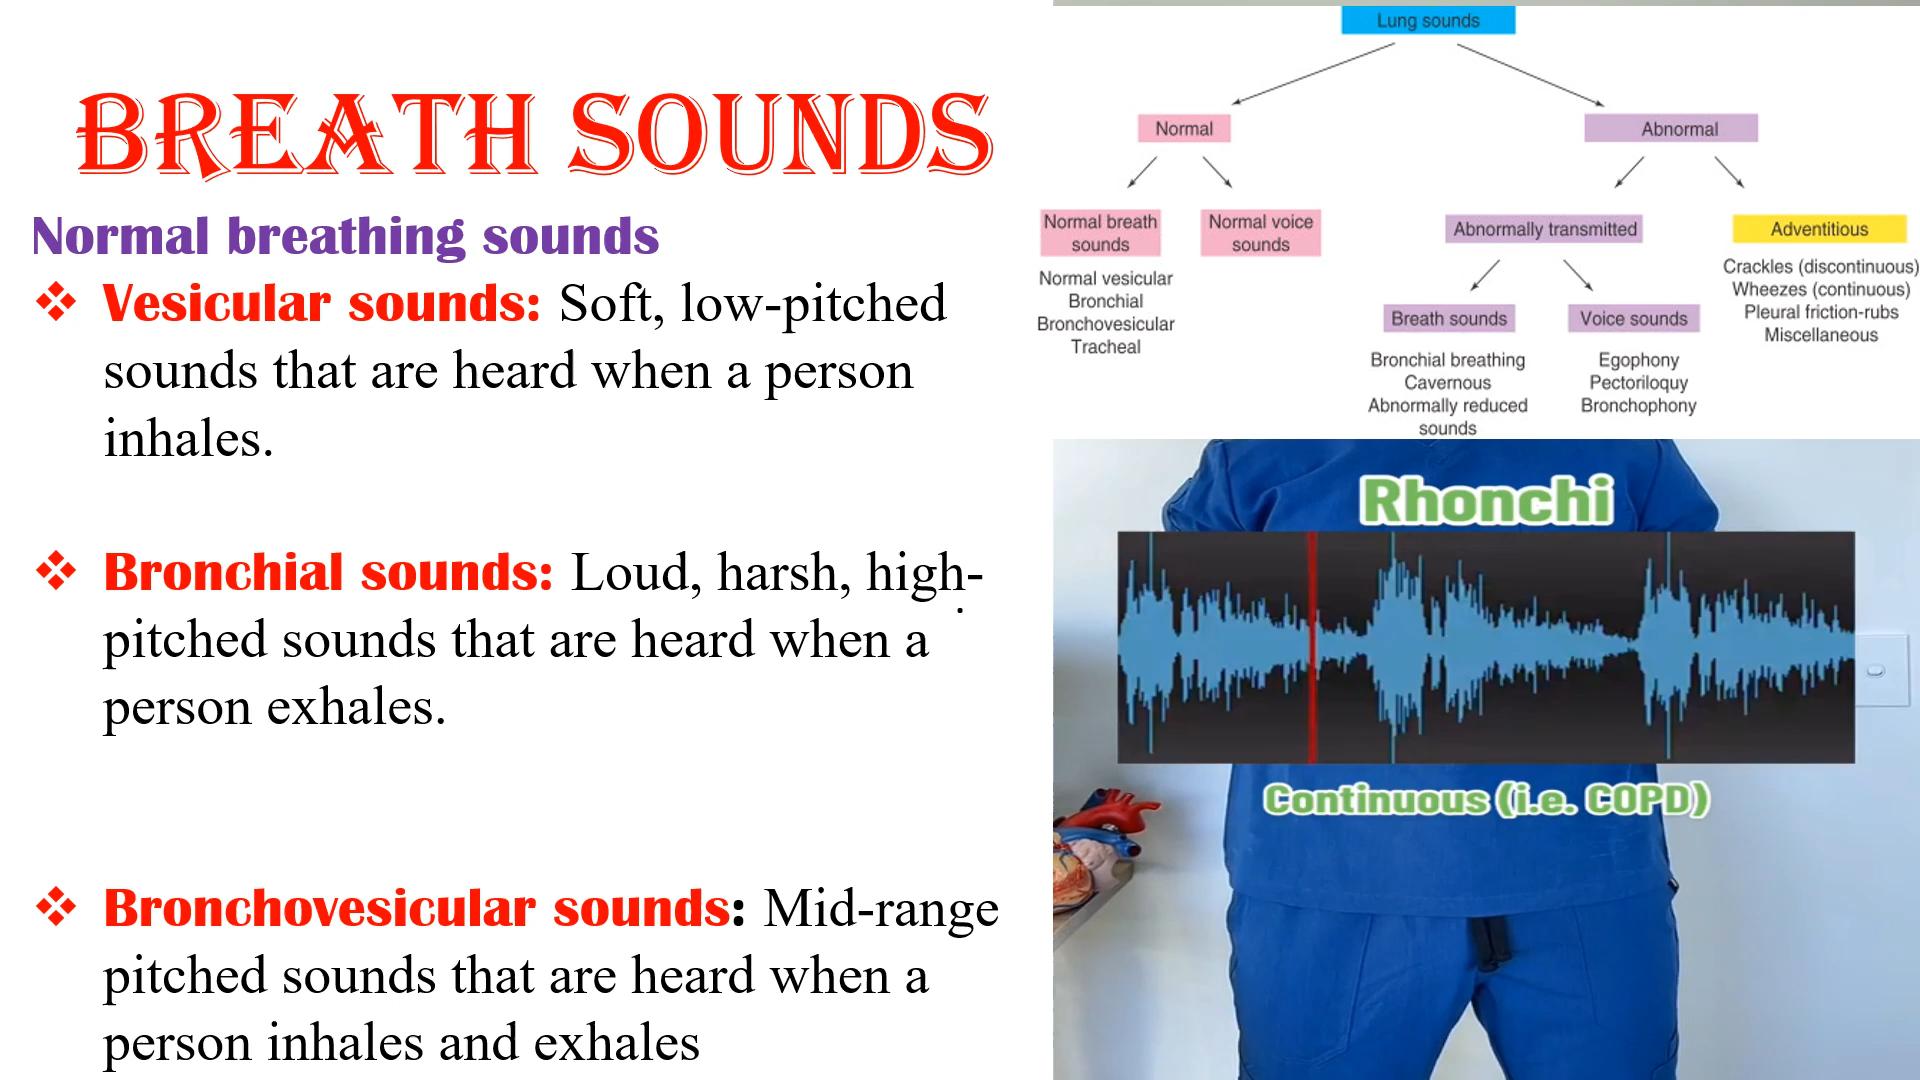 BREATH SOUNDS
Normal breathing sounds
❖ Vesicular sounds: Soft, low-pitched
sounds that are heard when a person
inhales.
❖ Bronchial sounds: Loud, harsh, high-
pitched sounds that are heard when a
person exhales.
❖ Bronchovesicular sounds: Mid-range
pitched sounds that are heard when a
person inhales and exhales
Lung sounds
Normal
Abnormal
Normal breath
sounds
Normal voice
sounds
Normal vesicular
Bronchial
Bronchovesicular
Tracheal
Abnormally transmitted
Adventitious
Crackles (discontinuous)
Wheezes (continuous)
Pleural friction-rubs
Miscellaneous
Breath sounds
Voice sounds
Bronchial breathing
Cavernous
Abnormally reduced
sounds
Egophony
Pectoriloquy
Bronchophony
Rhonchi
Continuous (i.e. COPD)